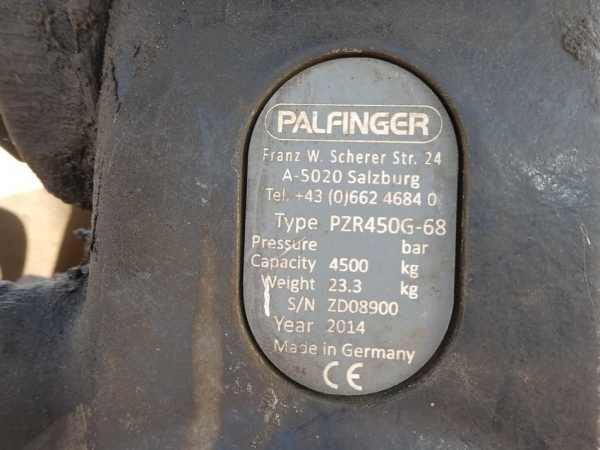 PALFINGER
Franz W. Scherer Str. 24
A-5020 Salzburg
Tel. +43 (0)662 4684 0
Type PZR450G-68
Pressure bar
Capacity 4500 kg
Weight 23.3 kg
S/N ZD08900
Year 2014
Made in Germany
CE